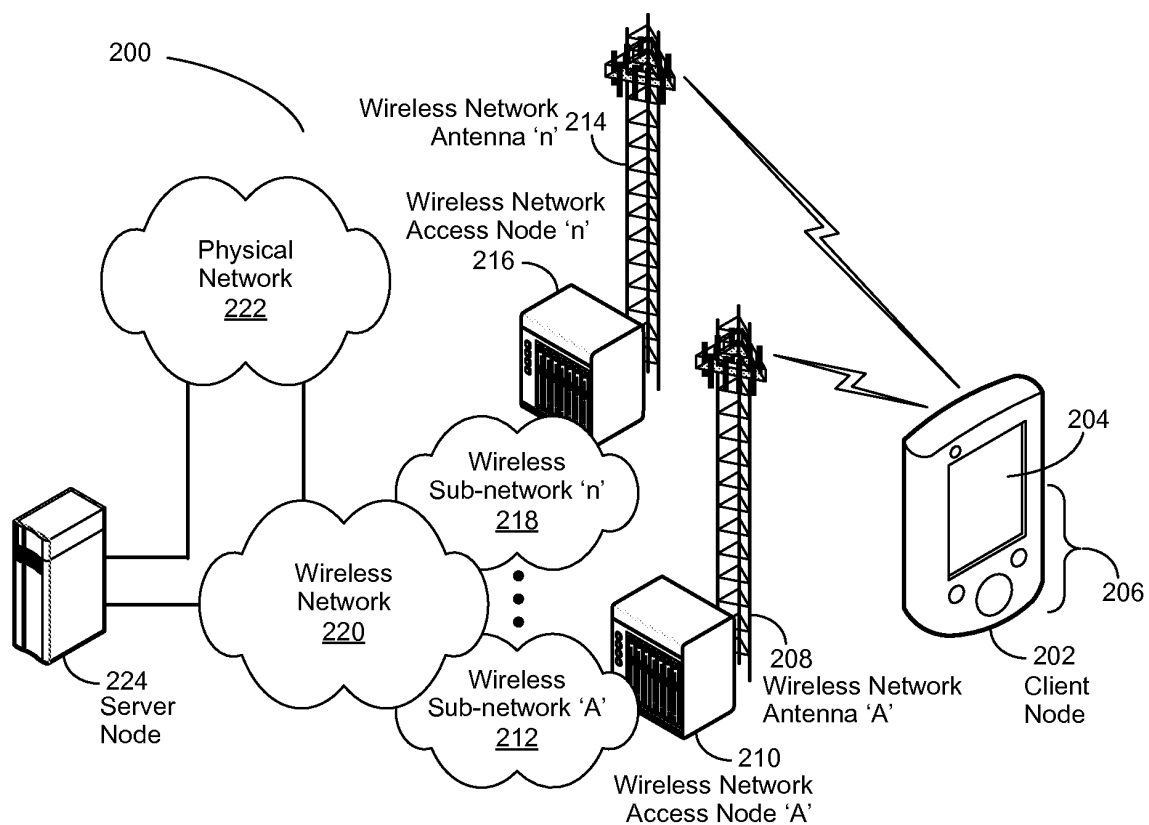 200
Wireless Network
Antenna ‘n’ 214
Wireless Network
Access Node ‘n’
216
Physical
Network
222
204
Wireless
Sub-network ‘n’
218
206
Wireless
Network
220
224
Server
Node
Wireless
Sub-network ‘A’
212
208
Wireless Network
Antenna ‘A’
202
Client
Node
210
Wireless Network
Access Node ‘A’